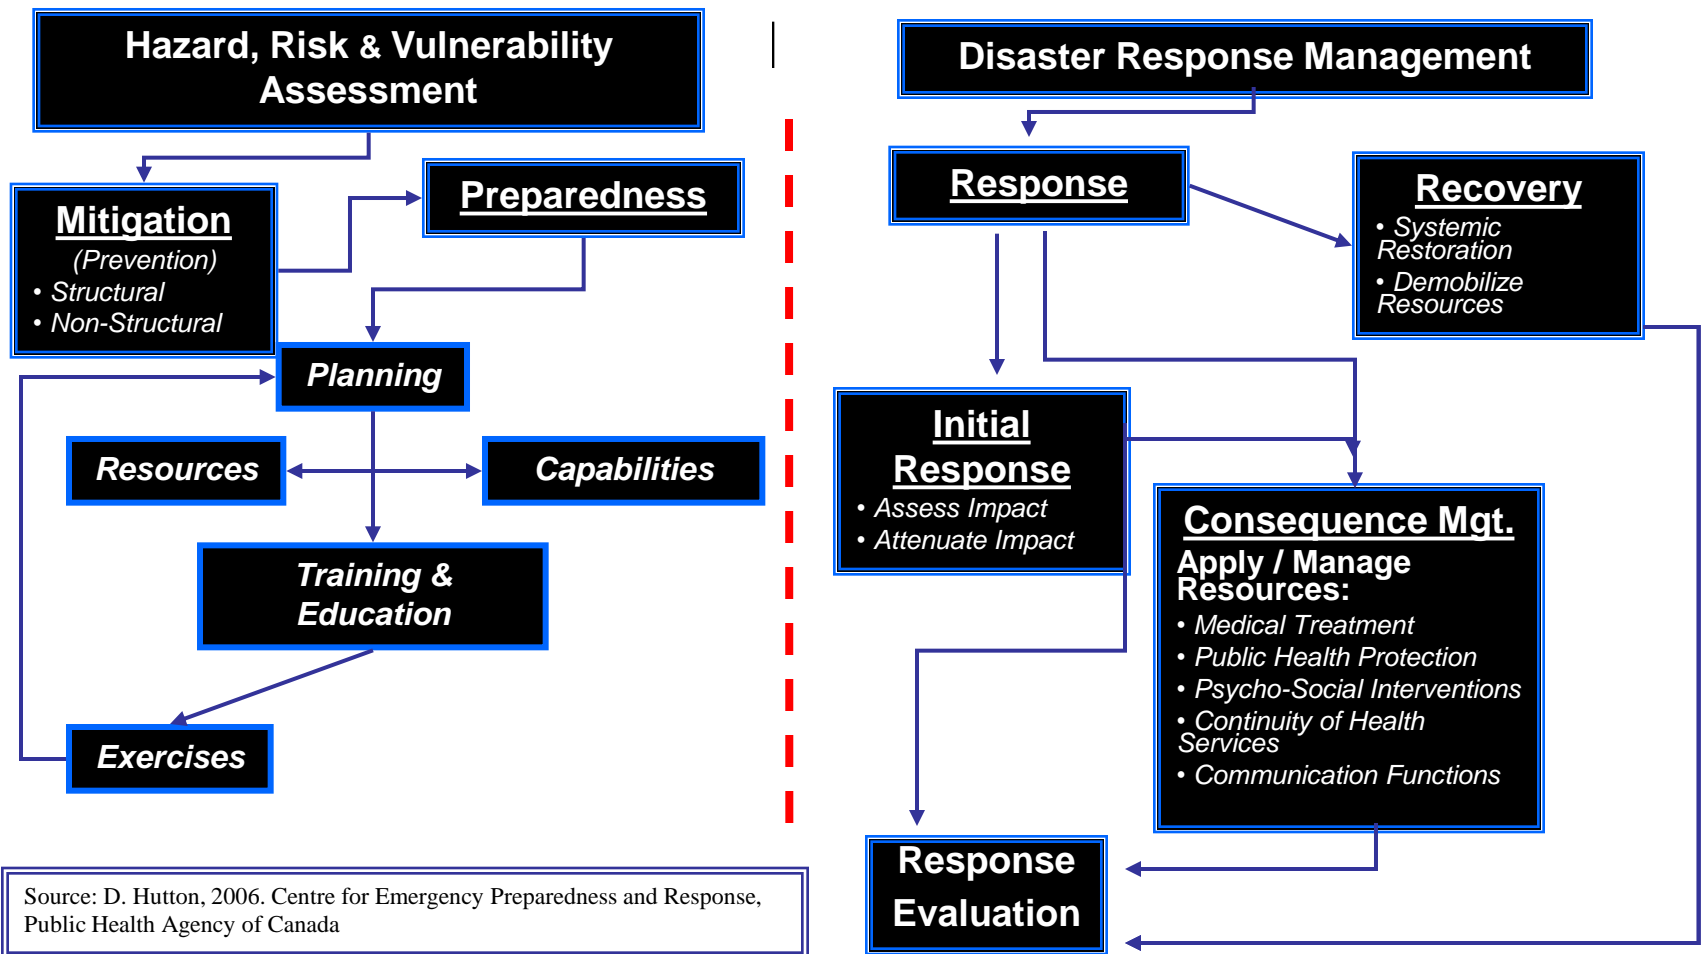 Hazard, Risk & Vulnerability
Assessment
Mitigation
(Prevention)
• Structural
• Non-Structural
Preparedness
Planning
Resources
Capabilities
Training &
Education
Exercises
Source: D. Hutton, 2006. Centre for Emergency Preparedness and Response,
Public Health Agency of Canada
Disaster Response Management
Response
Recovery
• Systemic
Restoration
• Demobilize
Resources
Initial
Response
• Assess Impact
• Attenuate Impact
Consequence Mgt.
Apply / Manage
Resources:
• Medical Treatment
• Public Health Protection
• Psycho-Social Interventions
• Continuity of Health
Services
• Communication Functions
Response
Evaluation